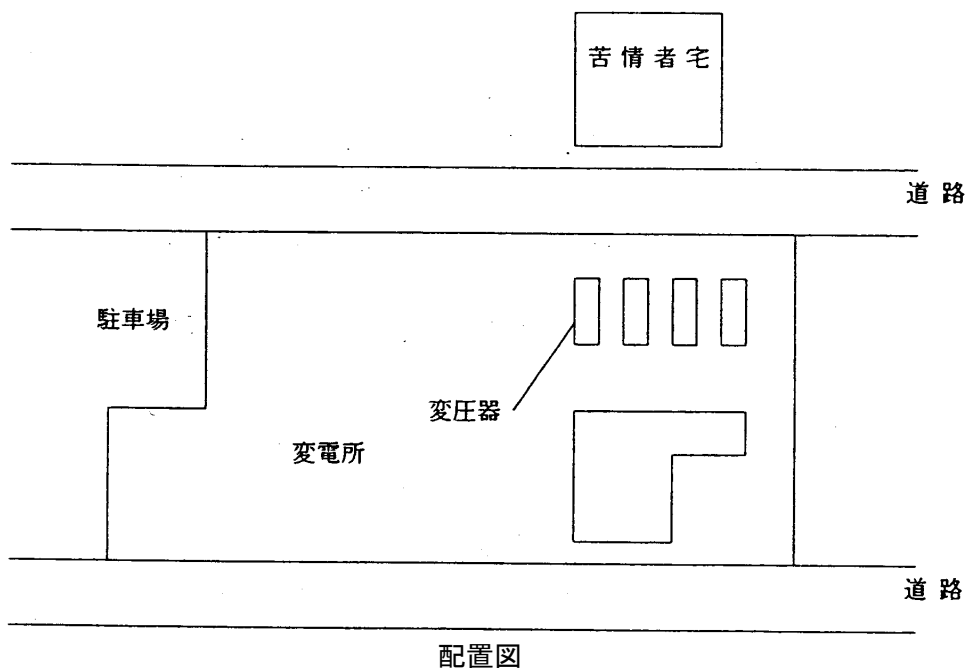 苦情者宅
道路
駐車場
変圧器
変電所
道路
配置図